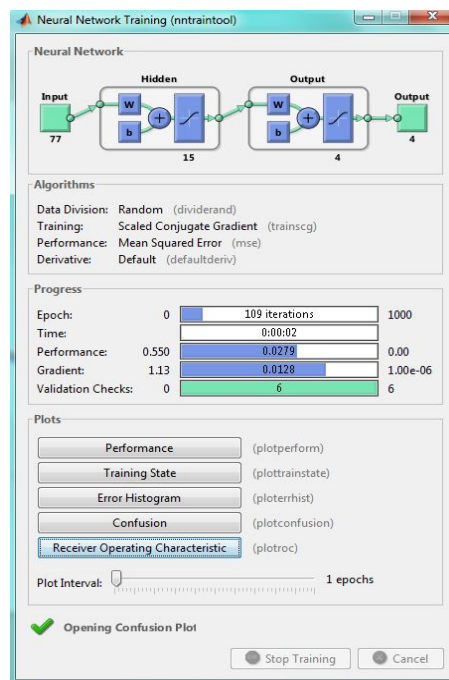 Neural Network Training (nntraintool)
Neural Network
Hidden Output
Input Output
W W
b b
77 15 4 4
Algorithms
Data Division: Random (dividerand)
Training: Scaled Conjugate Gradient (trainscg)
Performance: Mean Squared Error (mse)
Derivative: Default (defaultderiv)
Progress
Epoch: 0 109 iterations 1000
Time: 0:00:02
Performance: 0.550 0.0279 0.00
Gradient: 1.13 0.0128 1.00e-06
Validation Checks: 0 6 6
Plots
Performance (plotperform)
Training State (plottrainstate)
Error Histogram (ploterrhist)
Confusion (plotconfusion)
Receiver Operating Characteristic (plotroc)
Plot Interval: 1 epochs
Opening Confusion Plot
Stop Training Cancel